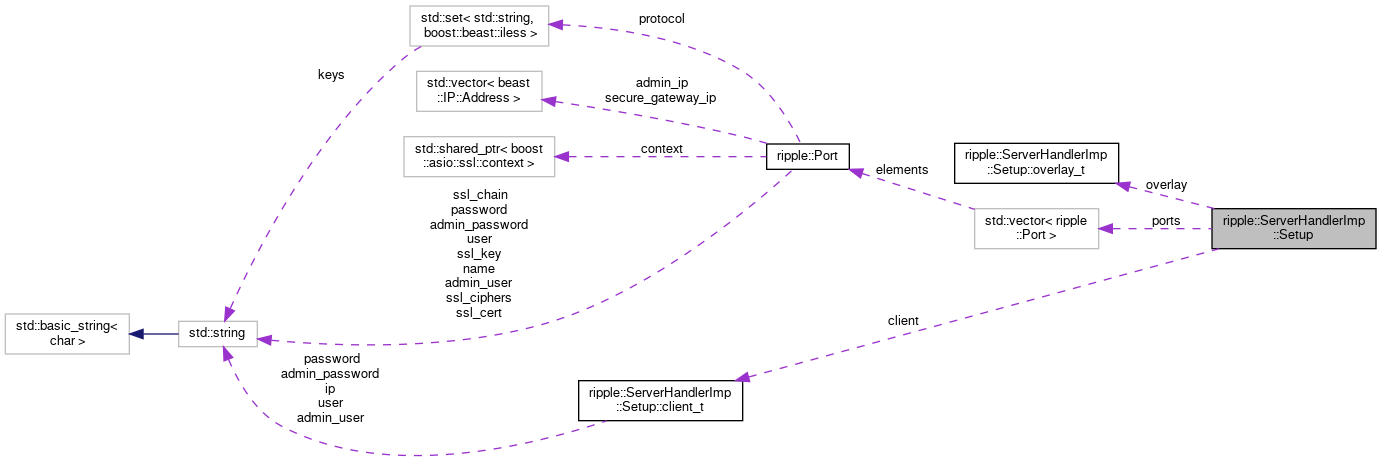 std::set< std::string,
boost::beast::iless >
protocol
keys
std::vector< beast
::IP::Address >
admin_ip
secure_gateway_ip
std::shared_ptr< boost
::asio::ssl::context >
context
ripple::Port
ripple::ServerHandlerImp
::Setup::overlay_t
overlay
elements
ssl_chain
password
admin_password
user
ssl_key
name
admin_user
ssl_ciphers
ssl_cert
std::vector< ripple
::Port >
ports
ripple::ServerHandlerImp
::Setup
client
std::basic_string<
char >
std::string
password
admin_password
ip
user
admin_user
ripple::ServerHandlerImp
::Setup::client_t